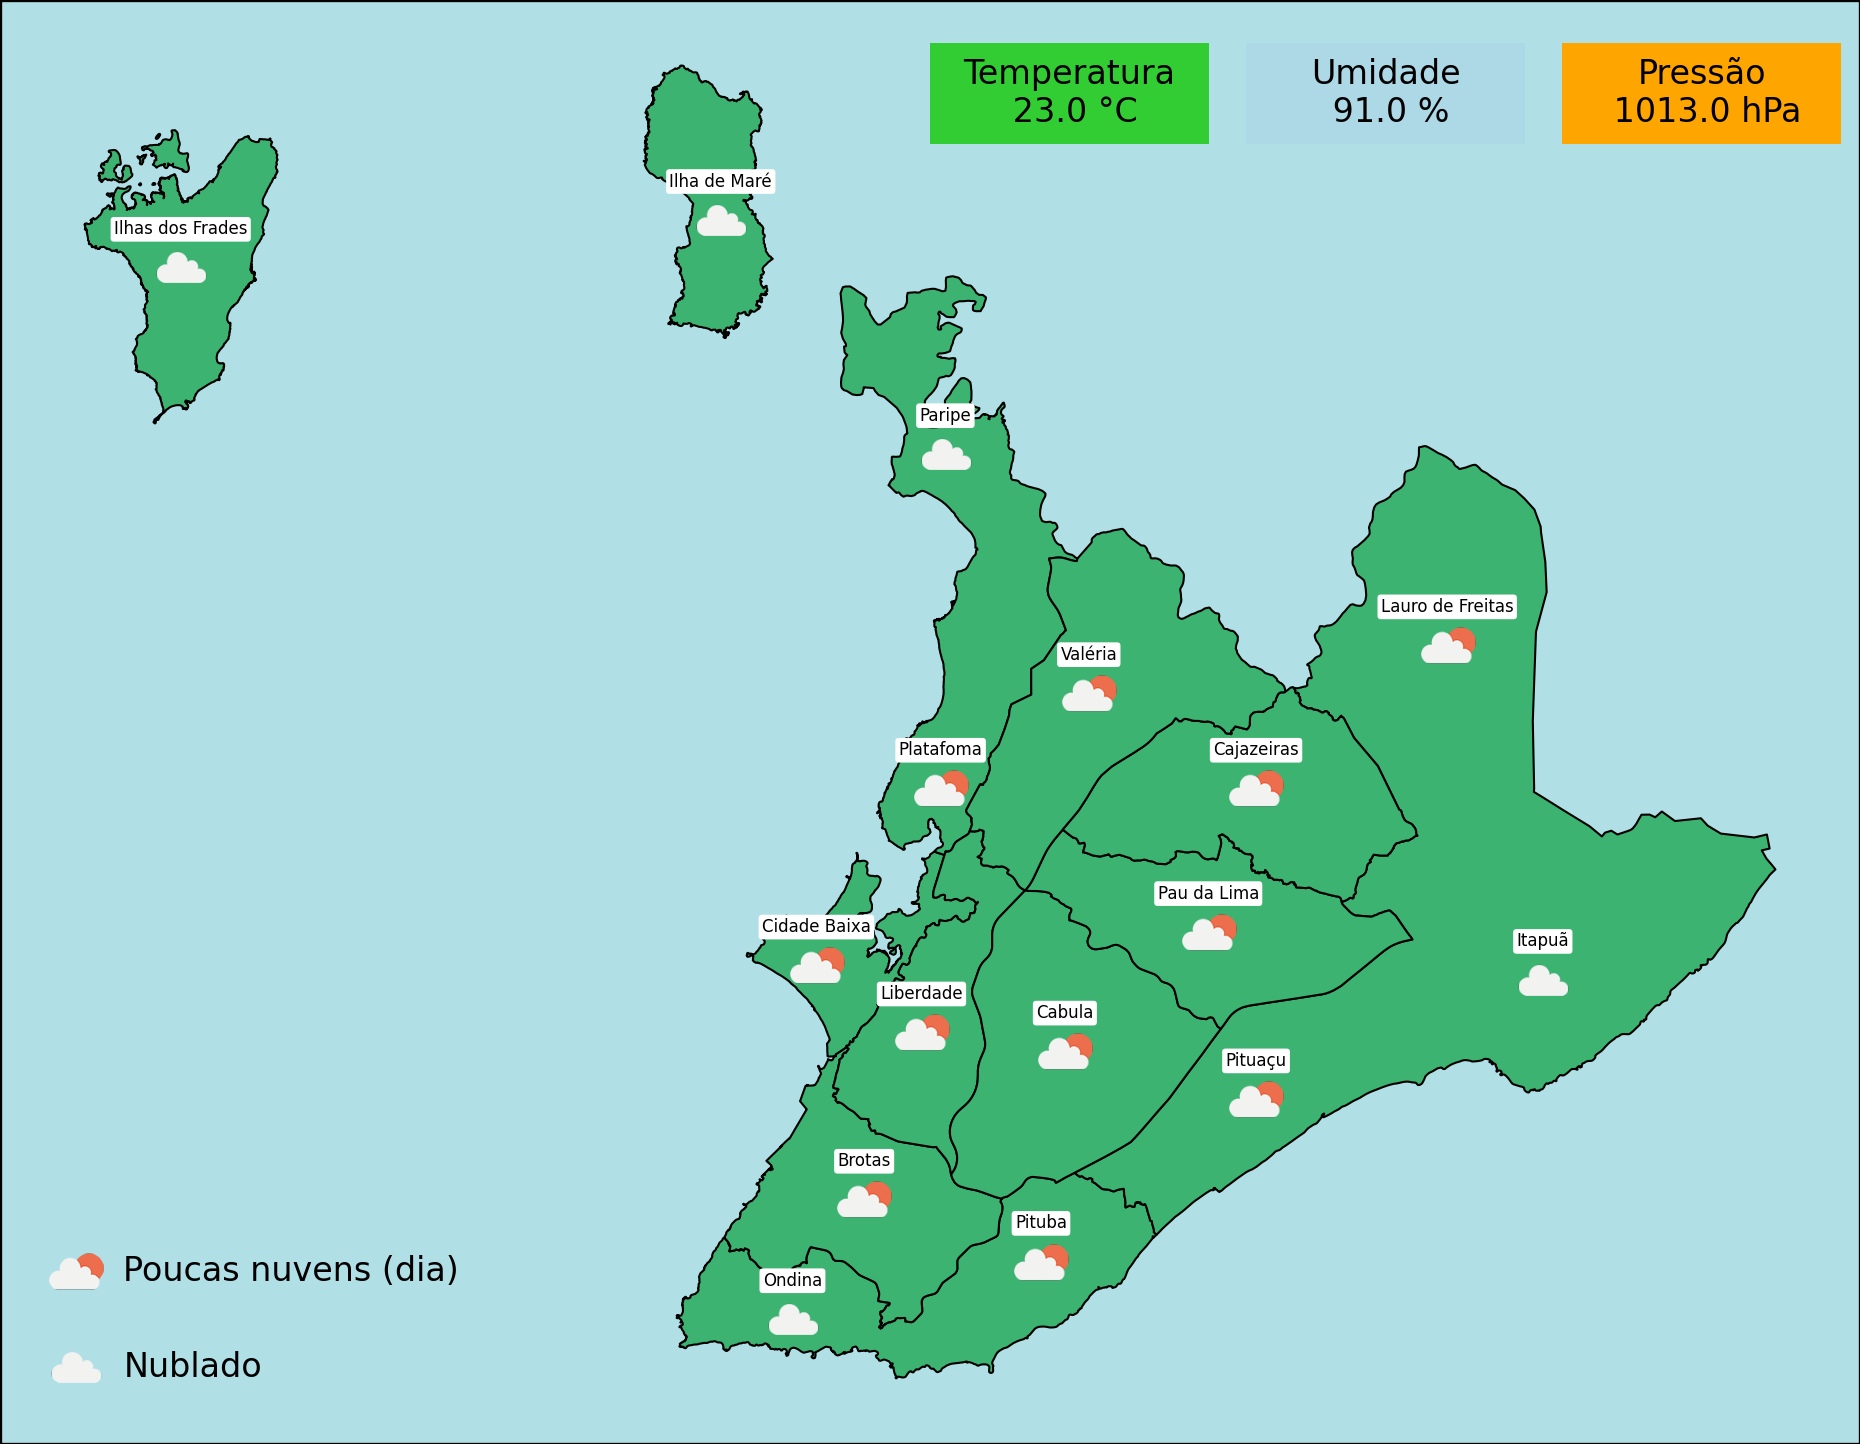 Temperatura
23.0 °C
Umidade
91.0 %
Pressão
1013.0 hPa
Ilha de Maré
Ilhas dos Frades
Paripe
Lauro de Freitas
Valéria
Platafoma
Cajazeiras
Pau da Lima
Cidade Baixa
Itapuã
Liberdade
Cabula
Pituaçu
Brotas
Pituba
Ondina
Poucas nuvens (dia)
Nublado